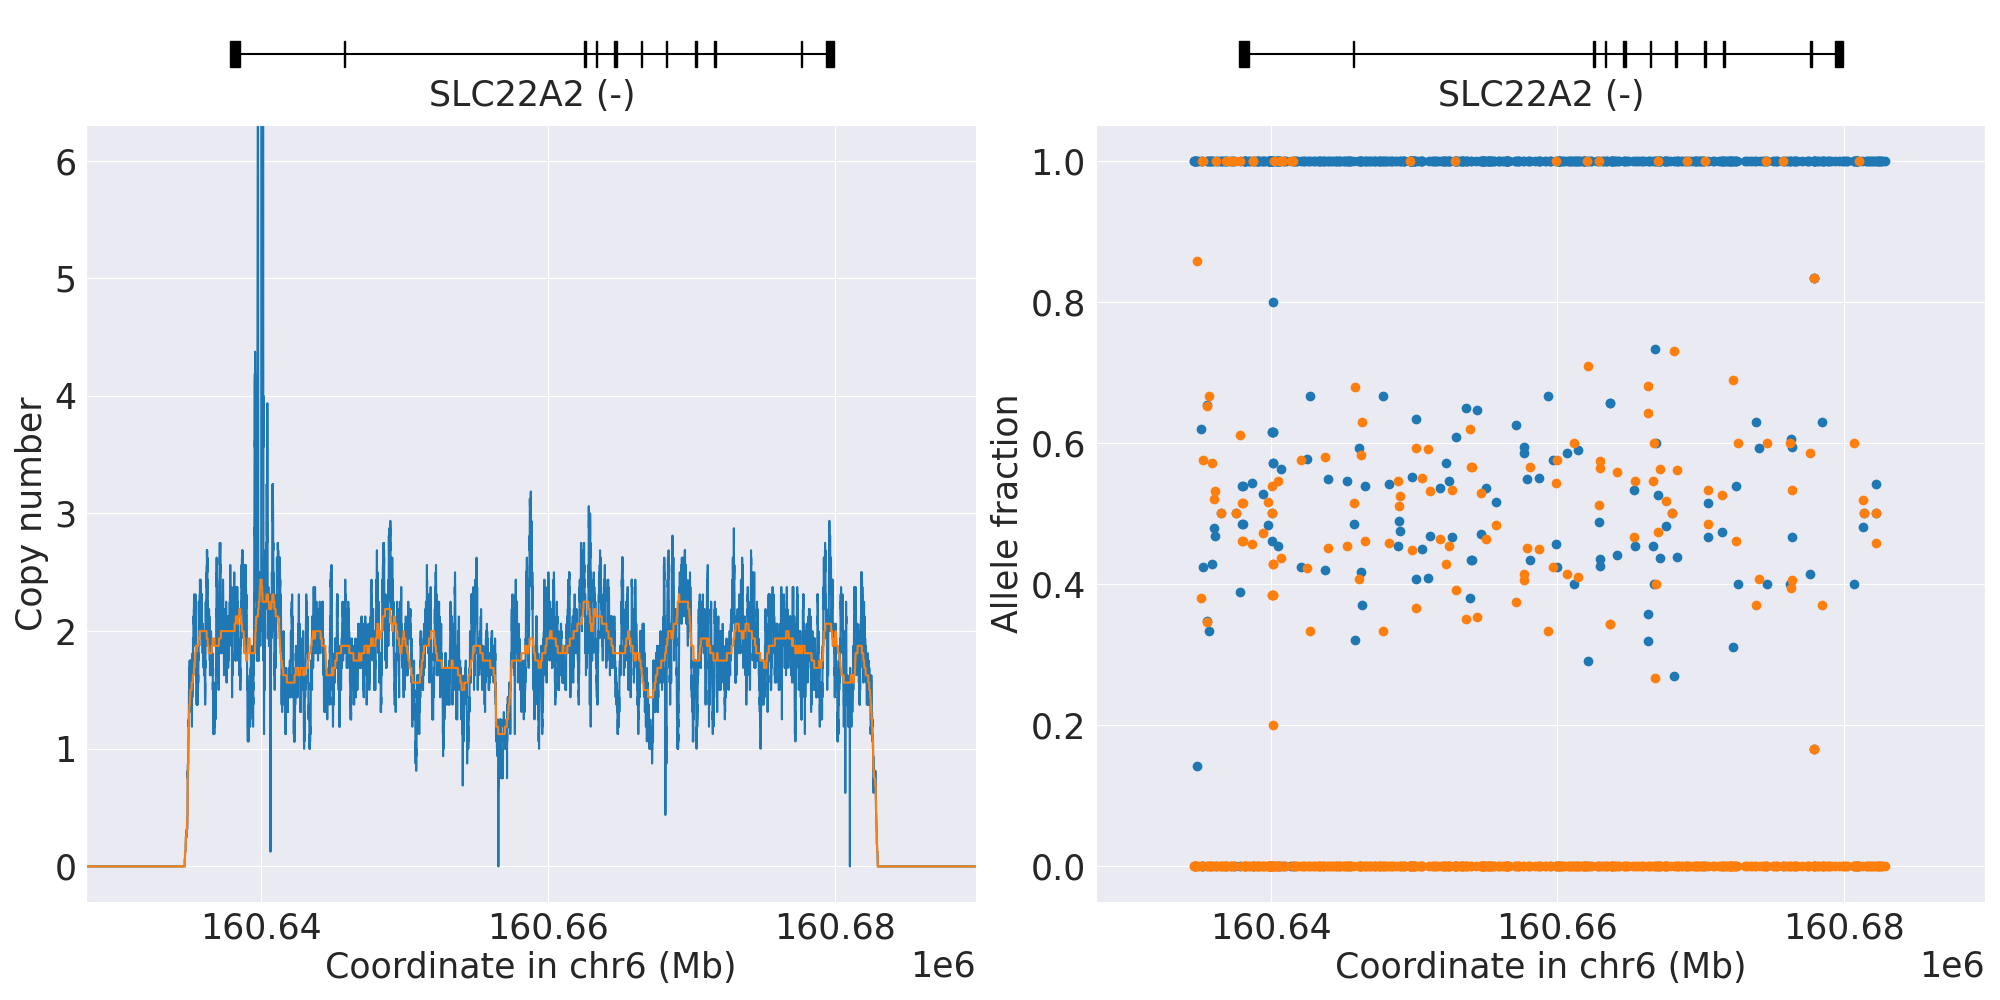 SLC22A2 (-)
6
5
4
3
2
1
0
Copy number
160.64
160.66
160.68
Coordinate in chr6 (Mb)
1e6
SLC22A2 (-)
1.0
0.8
0.6
0.4
0.2
0.0
Allele fraction
160.64
160.66
160.68
Coordinate in chr6 (Mb)
1e6